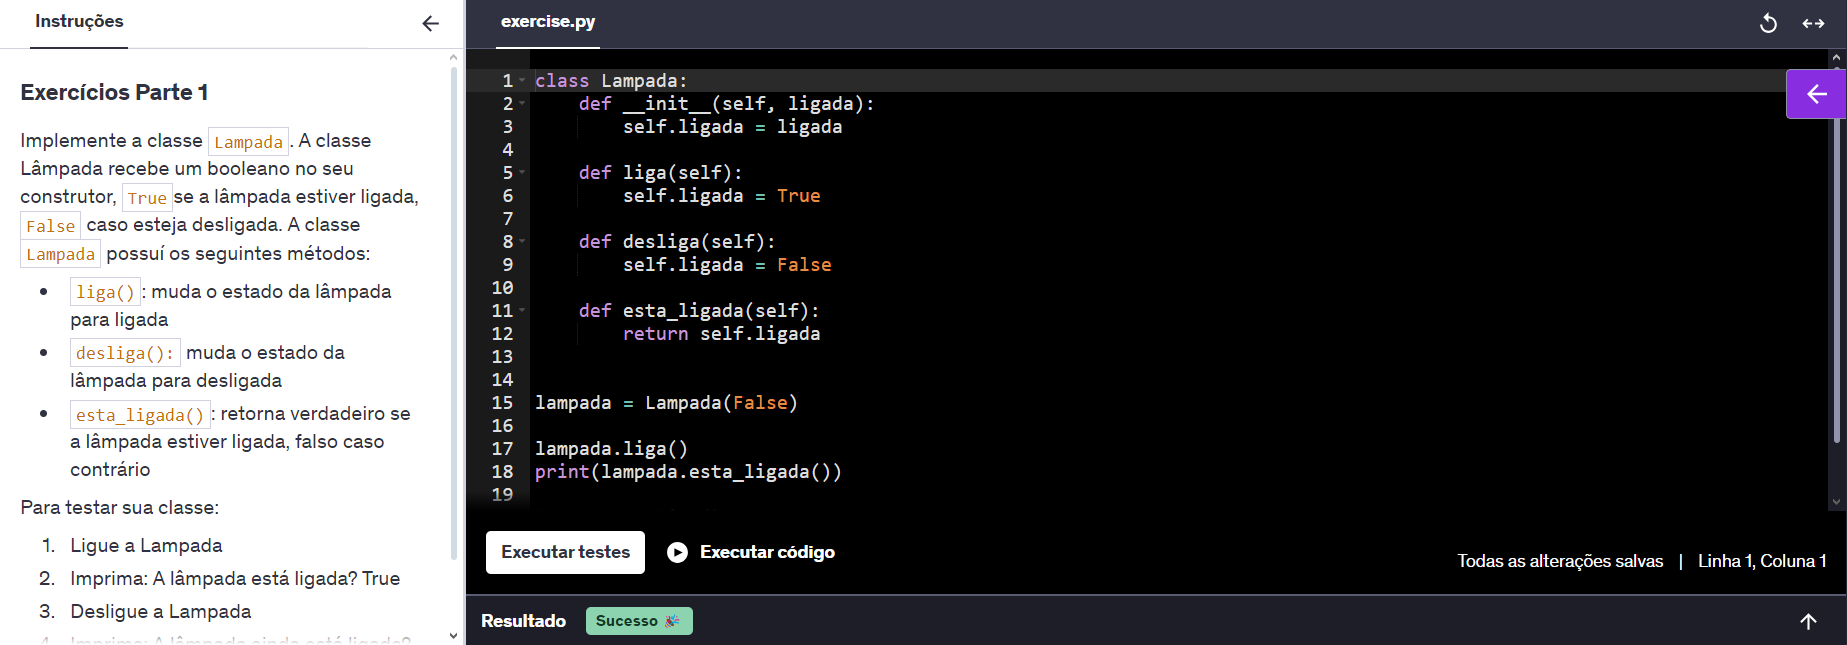 Instruções
Exercícios Parte 1
Implemente a classe Lampada. A classe
Lâmpada recebe um booleano no seu
construtor, True se a lâmpada estiver ligada,
False caso esteja desligada. A classe
Lampada possuí os seguintes métodos:
liga(): muda o estado da lâmpada
para ligada
desliga(): muda o estado da
lâmpada para desligada
esta_ligada(): retorna verdadeiro se
a lâmpada estiver ligada, falso caso
contrário
Para testar sua classe:
1. Ligue a Lampada
2. Imprima: A lâmpada está ligada? True
3. Desligue a Lampada
4. Imprima: A lâmpada ainda está ligada?
exercise.py
1 class Lampada:
2     def __init__(self, ligada):
3         self.ligada = ligada
4
5     def liga(self):
6         self.ligada = True
7
8     def desliga(self):
9         self.ligada = False
10
11     def esta_ligada(self):
12         return self.ligada
13
14
15 lampada = Lampada(False)
16
17 lampada.liga()
18 print(lampada.esta_ligada())
19
Executar testes
Executar código
Todas as alterações salvas | Linha 1, Coluna 1
Resultado
Sucesso 🎉